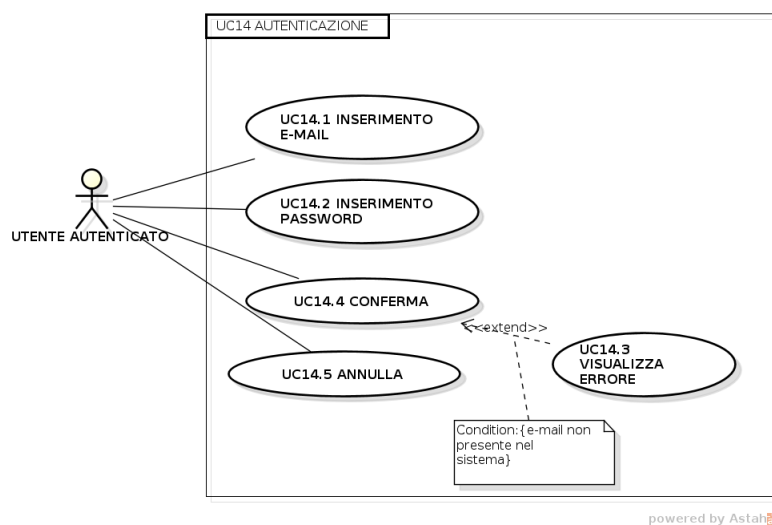 UC14 AUTENTICAZIONE
UC14.1 INSERIMENTO
E-MAIL
UC14.2 INSERIMENTO
PASSWORD
UTENTE AUTENTICATO
UC14.4 CONFERMA
<<extend>>
UC14.3
VISUALIZZA
ERRORE
UC14.5 ANNULLA
Condition:{e-mail non
presente nel
sistema}
powered by Astah